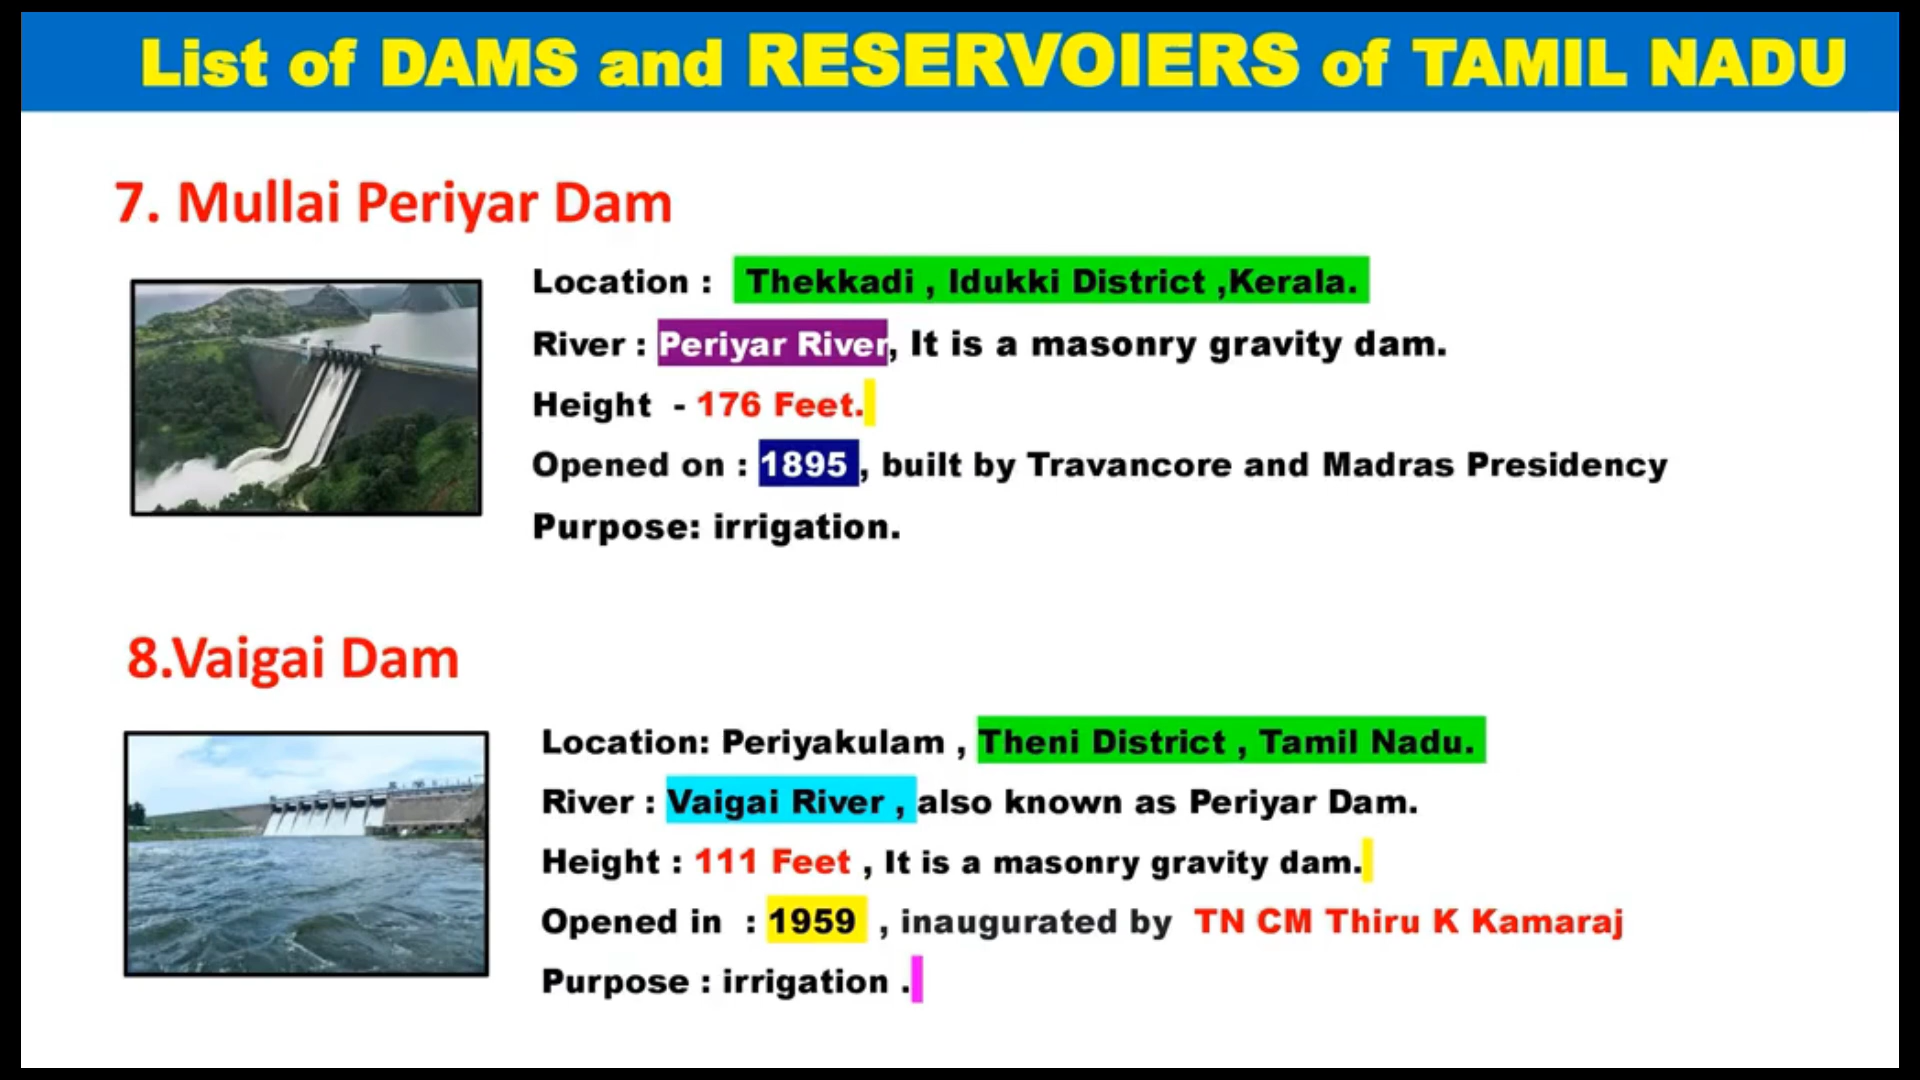 List of DAMS and RESERVOIERS of TAMIL NADU
7. Mullai Periyar Dam
Location : Thekkadi , Idukki District ,Kerala.
River : Periyar River, It is a masonry gravity dam.
Height - 176 Feet.
Opened on : 1895 , built by Travancore and Madras Presidency
Purpose: irrigation.
8.Vaigai Dam
Location: Periyakulam , Theni District , Tamil Nadu.
River : Vaigai River , also known as Periyar Dam.
Height : 111 Feet , It is a masonry gravity dam.
Opened in : 1959 , inaugurated by TN CM Thiru K Kamaraj
Purpose : irrigation .